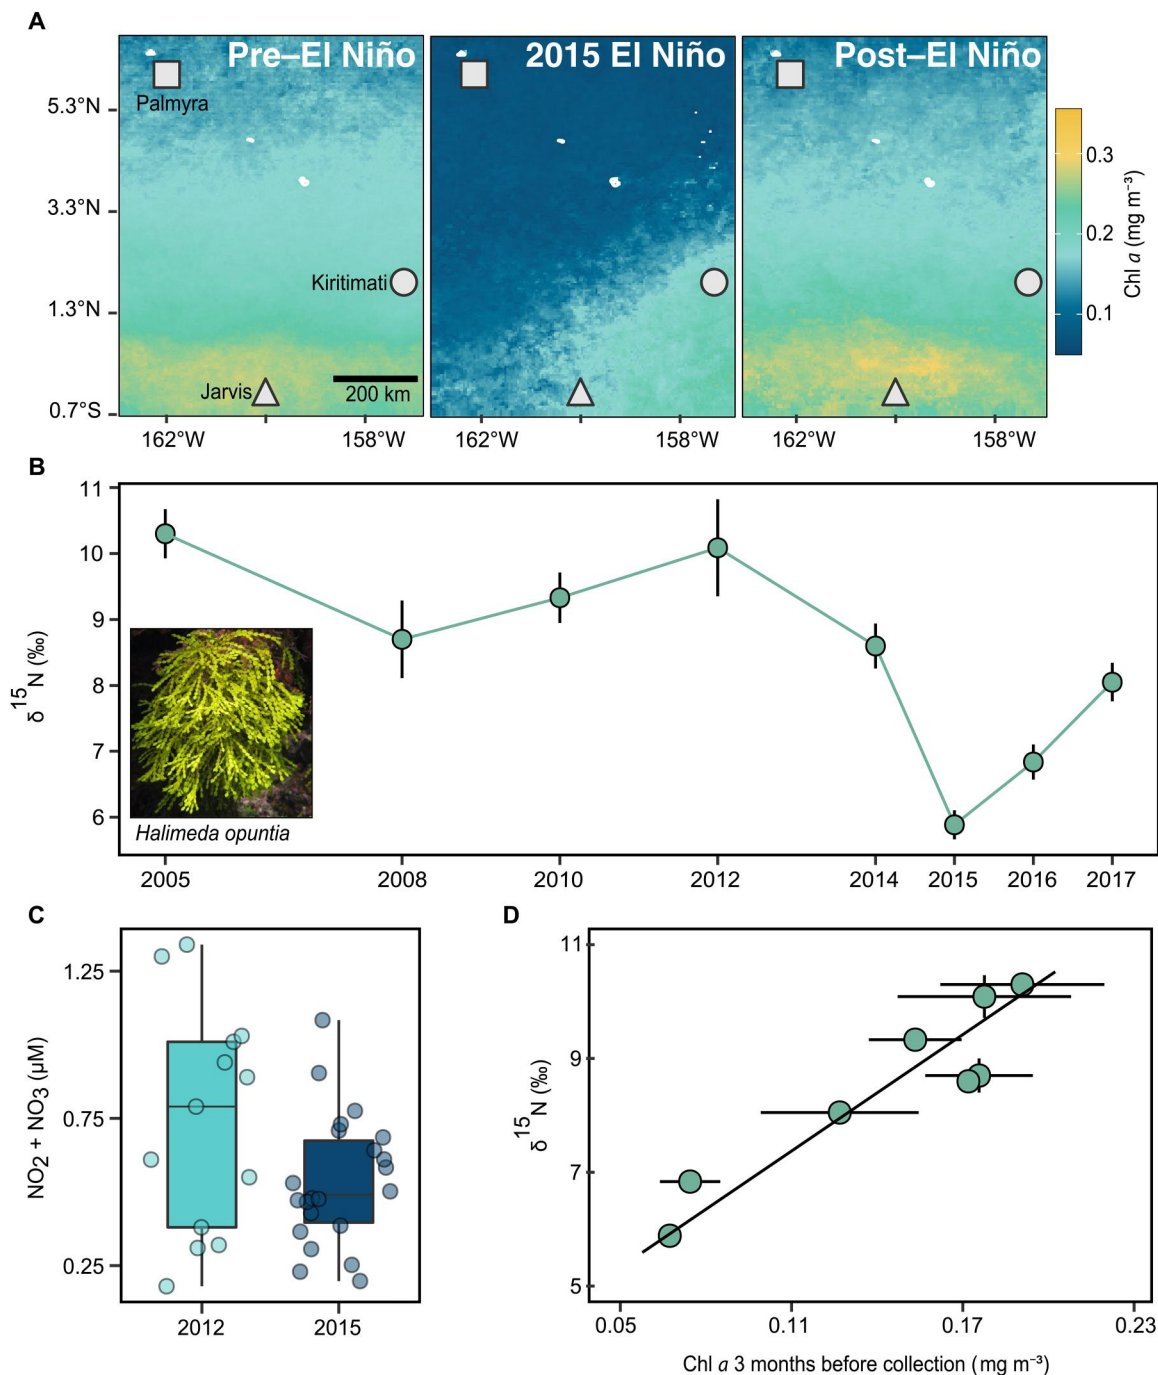 A
Pre–El Niño
2015 El Niño
Post–El Niño
Palmyra
Kiritimati
Jarvis
200 km
5.3°N
3.3°N
1.3°N
0.7°S
162°W
158°W
162°W
158°W
162°W
158°W
0.3
0.2
0.1
Chl a (mg m⁻³)
B
11
10
9
8
7
6
δ¹⁵N (‰)
Halimeda opuntia
2005
2008
2010
2012
2014
2015
2016
2017
C
1.25
0.75
0.25
NO₂ + NO₃ (µM)
2012
2015
D
11
9
7
5
δ¹⁵N (‰)
0.05
0.11
0.17
0.23
Chl a 3 months before collection (mg m⁻³)